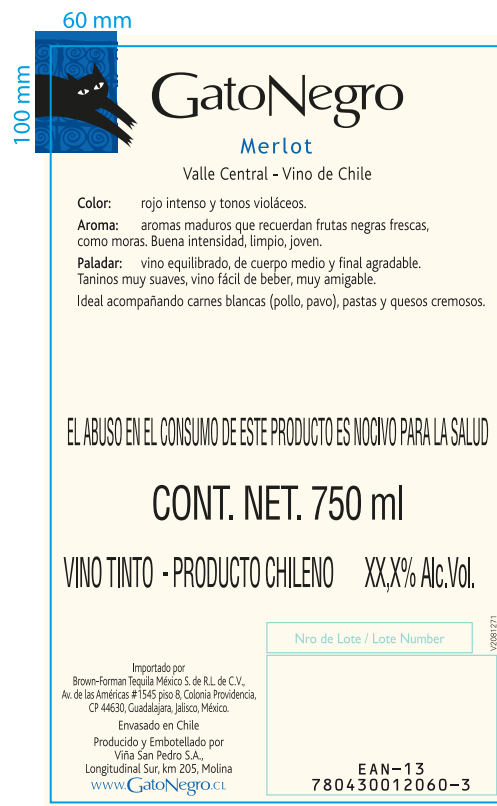 60 mm
100 mm
GatoNegro
Merlot
Valle Central - Vino de Chile
Color: rojo intenso y tonos violáceos.
Aroma: aromas maduros que recuerdan frutas negras frescas,
como moras. Buena intensidad, limpio, joven.
Paladar: vino equilibrado, de cuerpo medio y final agradable.
Taninos muy suaves, vino fácil de beber, muy amigable.
Ideal acompañando carnes blancas (pollo, pavo), pastas y quesos cremosos.
EL ABUSO EN EL CONSUMO DE ESTE PRODUCTO ES NOCIVO PARA LA SALUD
CONT. NET. 750 ml
VINO TINTO - PRODUCTO CHILENO XX,X% Alc.Vol.
Nro de Lote / Lote Number
V2081271
Importado por
Brown-Forman Tequila México S. de R.L. de C.V.,
Av. de las Américas #1545 piso 8, Colonia Providencia,
CP 44630, Guadalajara, Jalisco, México.
Envasado en Chile
Producido y Embotellado por
Viña San Pedro S.A.,
Longitudinal Sur, km 205, Molina
www.GatoNegro.CL
EAN-13
780430012060-3